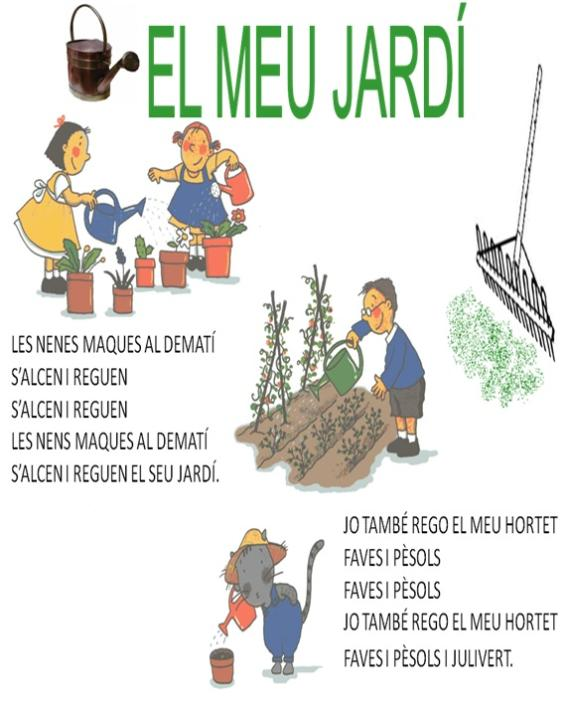 EL MEU JARDÍ
LES NENES MAQUES AL DEMATÍ
S'ALCEN I REGUEN
S'ALCEN I REGUEN
LES NENS MAQUES AL DEMATÍ
S'ALCEN I REGUEN EL SEU JARDÍ.
JO TAMBÉ REGO EL MEU HORTET
FAVES I PÈSOLS
FAVES I PÈSOLS
JO TAMBÉ REGO EL MEU HORTET
FAVES I PÈSOLS I JULIVERT.